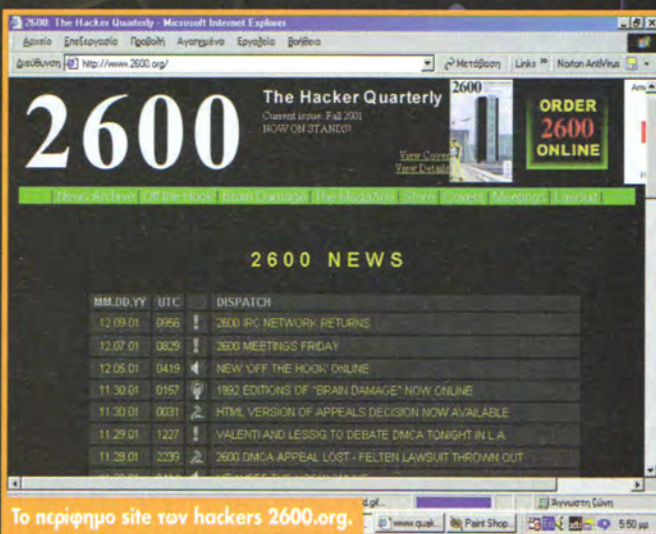 2600: The Hacker Quarterly - Microsoft Internet Explorer
Αρχείο Επεξεργασία Προβολή Αγαπημένα Εργαλεία Βοήθεια
Διεύθυνση http://www.2600.org/ Μετάβαση Links » Norton AntiVirus
2600
The Hacker Quarterly
Current issue: Fall 2001
NOW ON STANDS!
View Cover
View Details
2600
ORDER
2600
ONLINE
News Archive Off the Hook Brain Damage The Magazine Store Covers Meetings Lawsuit
2600 NEWS
MM.DD.YY UTC DISPATCH
12.09.01 0956 2600 IRC NETWORK RETURNS
12.07.01 0829 2600 MEETINGS FRIDAY
12.05.01 0419 NEW 'OFF THE HOOK' ONLINE
11.30.01 0157 1992 EDITIONS OF "BRAIN DAMAGE" NOW ONLINE
11.30.01 0031 HTML VERSION OF APPEALS DECISION NOW AVAILABLE
11.29.01 1227 VALENTI AND LESSIG TO DEBATE DMCA TONIGHT IN L.A.
11.28.01 2239 2600 DMCA APPEAL LOST - FELTEN LAWSUIT THROWN OUT
Άγνωστη ζώνη
Το περίφημο site των hackers 2600.org.
www.quak... Paint Shop... 5:50 μμ